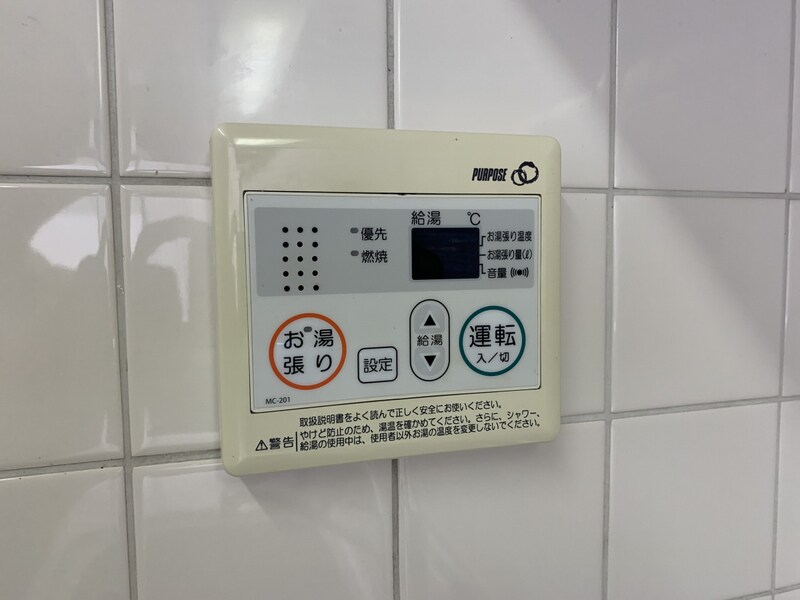 PURPOSE
給湯 ℃
優先
燃焼
お湯張り温度
お湯張り量(ℓ)
音量
お湯張り
設定
▲
給湯
▼
運転
入/切
MC-201
取扱説明書をよく読んで正しく安全にお使いください。
⚠警告
やけど防止のため、湯温を確かめてください。さらに、シャワー、
給湯の使用中は、使用者以外お湯の温度を変更しないでください。